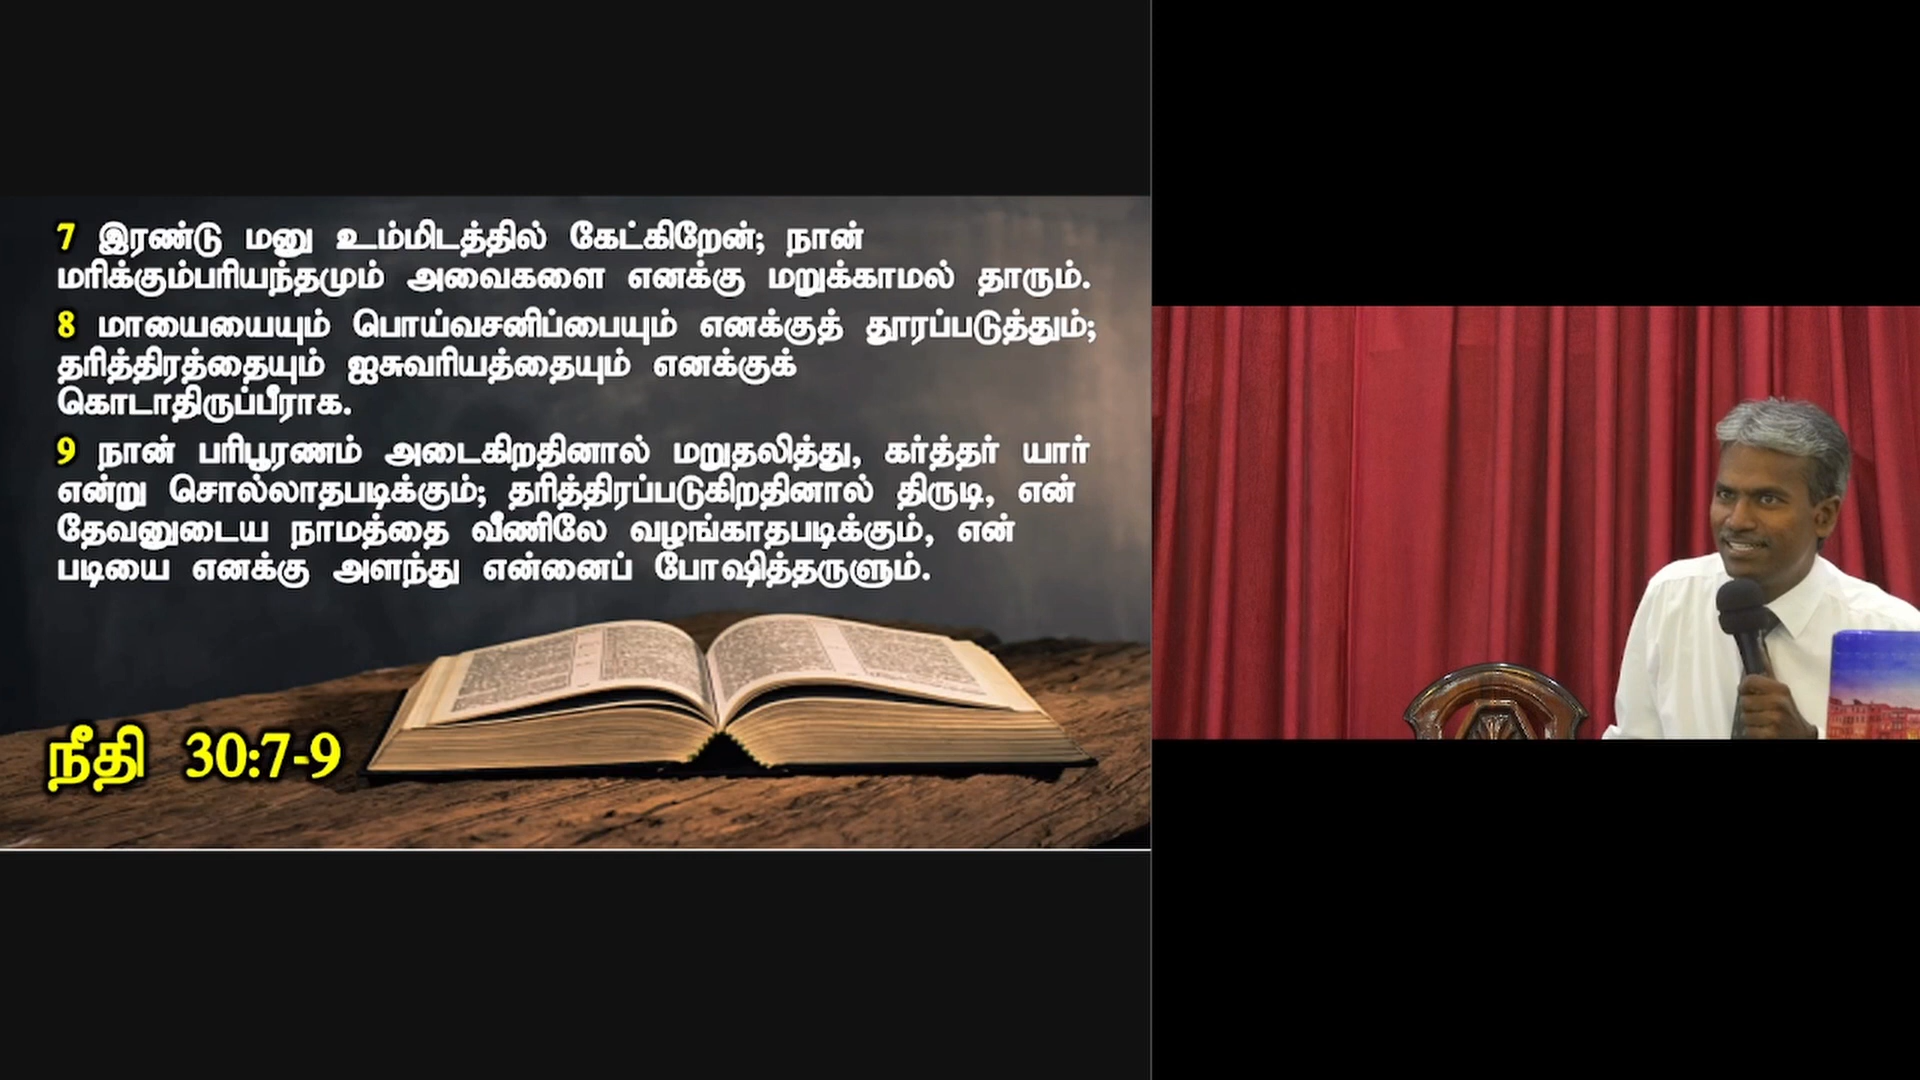 7 இரண்டு மனு உம்மிடத்தில் கேட்கிறேன்; நான்
மரிக்கும்பரியந்தமும் அவைகளை எனக்கு மறுக்காமல் தாரும்.
8 மாயையையும் பொய்வசனிப்பையும் எனக்குத் தூரப்படுத்தும்;
தரித்திரத்தையும் ஐசுவரியத்தையும் எனக்குக்
கொடாதிருப்பீராக.
9 நான் பரிபூரணம் அடைகிறதினால் மறுதலித்து, கர்த்தர் யார்
என்று சொல்லாதபடிக்கும்; தரித்திரப்படுகிறதினால் திருடி, என்
தேவனுடைய நாமத்தை வீணிலே வழங்காதபடிக்கும், என்
படியை எனக்கு அளந்து என்னைப் போஷித்தருளும்.
நீதி 30:7-9